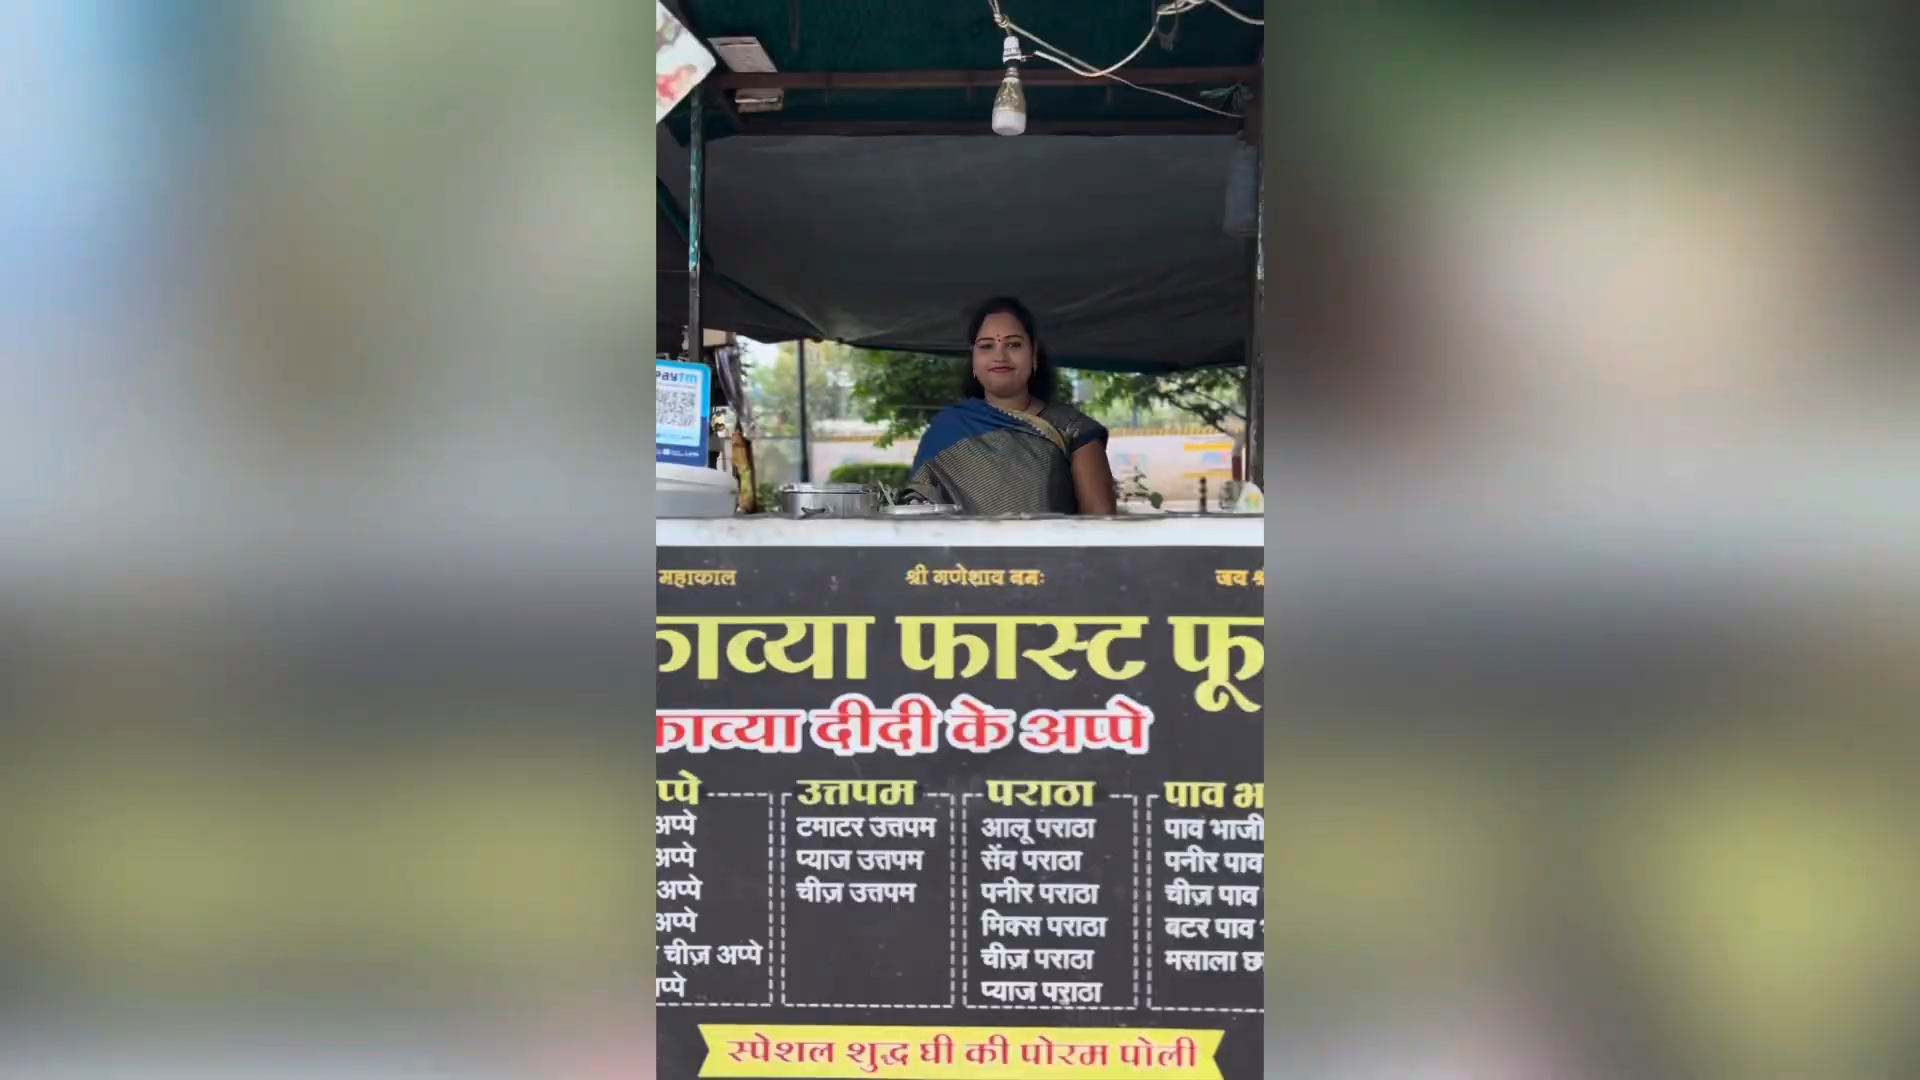 paytm
महाकाल
श्री गणेशाय नमः
जय श्र
काव्या फास्ट फू
काव्या दीदी के अप्पे
प्पे
अप्पे
अप्पे
अप्पे
अप्पे
चीज़ अप्पे
प्पे
उत्तपम
टमाटर उत्तपम
प्याज उत्तपम
चीज़ उत्तपम
पराठा
आलू पराठा
सेंव पराठा
पनीर पराठा
मिक्स पराठा
चीज़ पराठा
प्याज पराठा
पाव भ
पाव भाजी
पनीर पाव
चीज़ पाव
बटर पाव
मसाला छ
स्पेशल शुद्ध घी की पोरम पोली